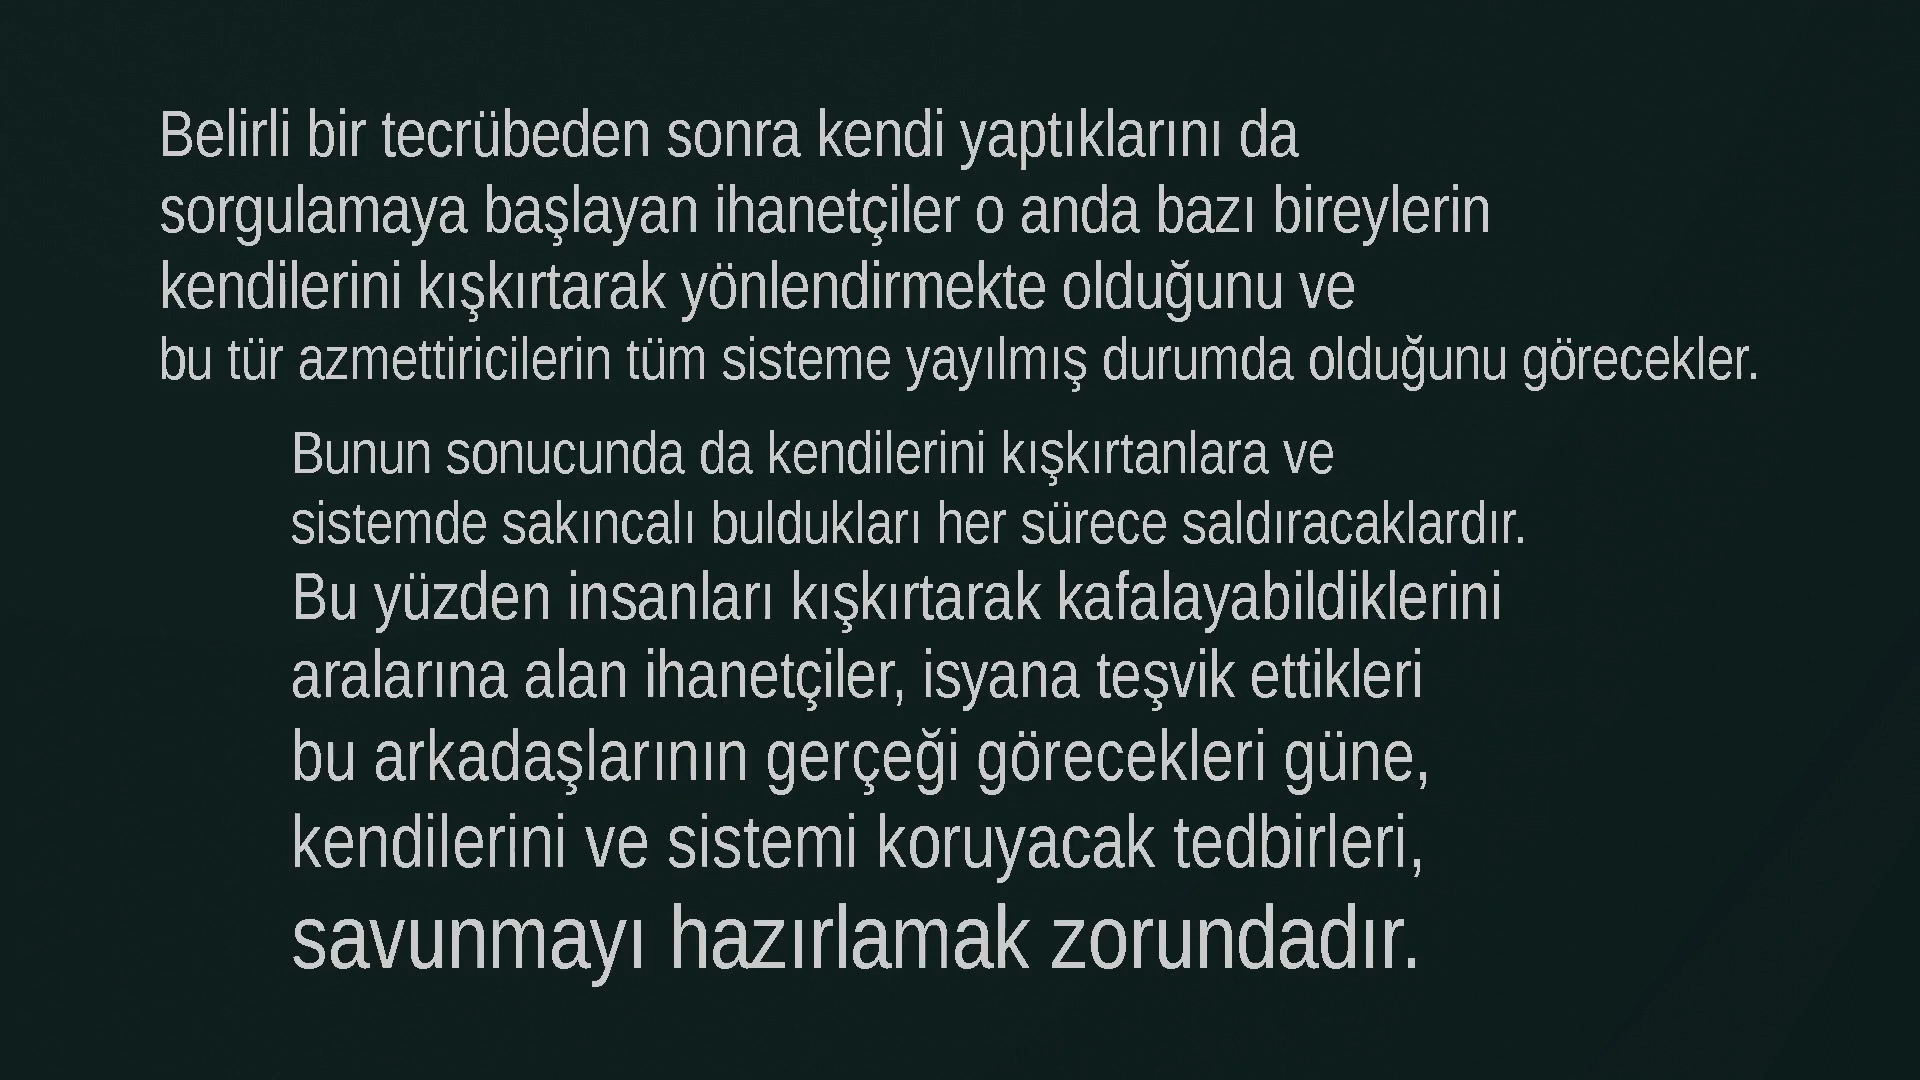 Belirli bir tecrübeden sonra kendi yaptıklarını da
sorgulamaya başlayan ihanetçiler o anda bazı bireylerin
kendilerini kışkırtarak yönlendirmekte olduğunu ve
bu tür azmettiricilerin tüm sisteme yayılmış durumda olduğunu görecekler.
Bunun sonucunda da kendilerini kışkırtanlara ve
sistemde sakıncalı buldukları her sürece saldıracaklardır.
Bu yüzden insanları kışkırtarak kafalayabildiklerini
aralarına alan ihanetçiler, isyana teşvik ettikleri
bu arkadaşlarının gerçeği görecekleri güne,
kendilerini ve sistemi koruyacak tedbirleri,
savunmayı hazırlamak zorundadır.